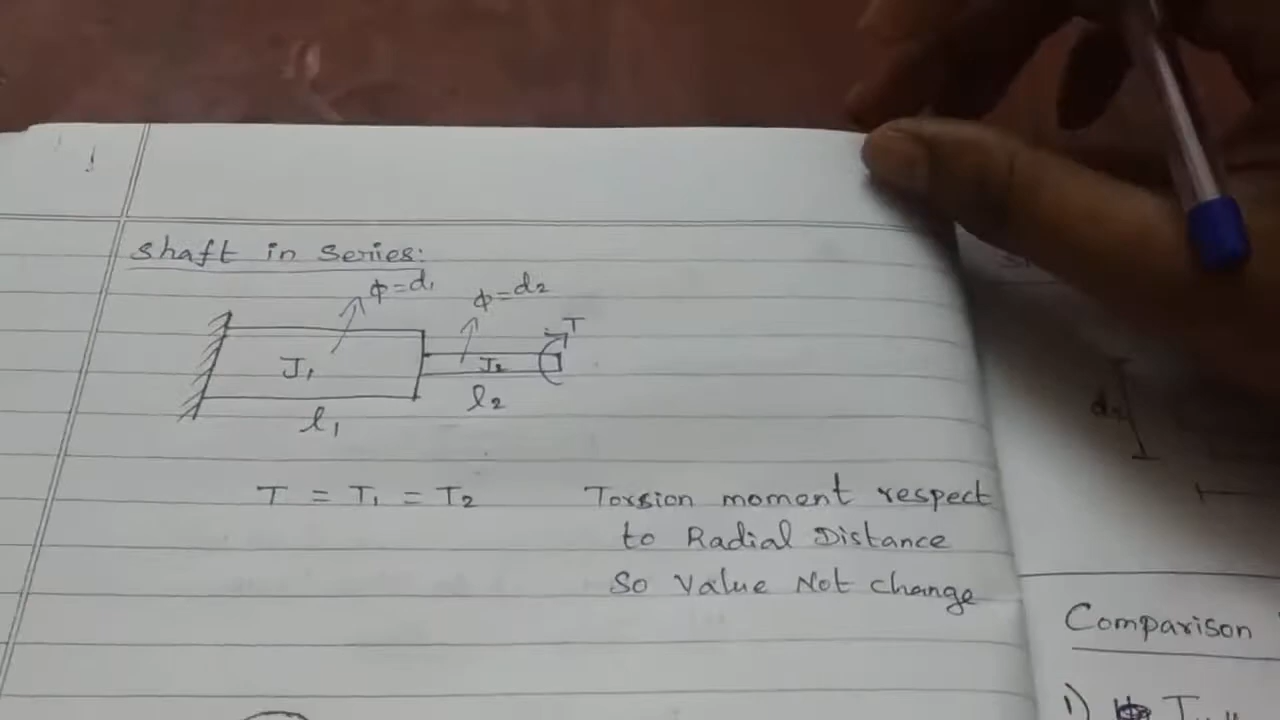 Shaft in Series:
ϕ=d₁
ϕ=d₂
T
J₁
J₂
l₁
l₂
T = T₁ = T₂
Torsion moment respect
to Radial Distance
So Value Not change
Comparison
1)